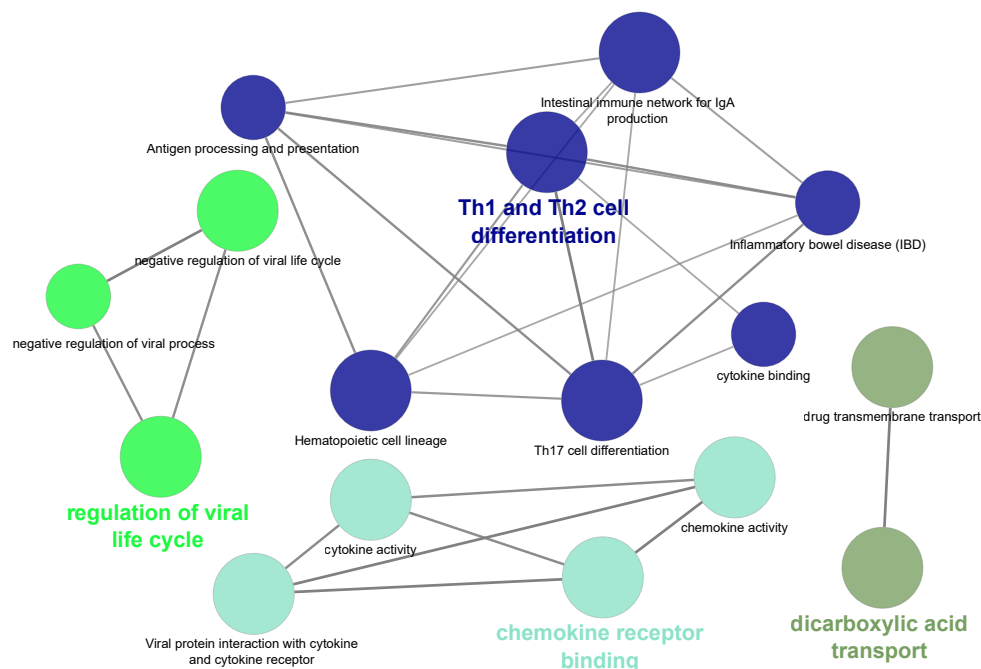 Intestinal immune network for IgA
production
Antigen processing and presentation
Th1 and Th2 cell
differentiation
Inflammatory bowel disease (IBD)
negative regulation of viral life cycle
negative regulation of viral process
cytokine binding
drug transmembrane transport
Hematopoietic cell lineage
Th17 cell differentiation
regulation of viral
life cycle
cytokine activity
chemokine activity
Viral protein interaction with cytokine
and cytokine receptor
chemokine receptor
binding
dicarboxylic acid
transport